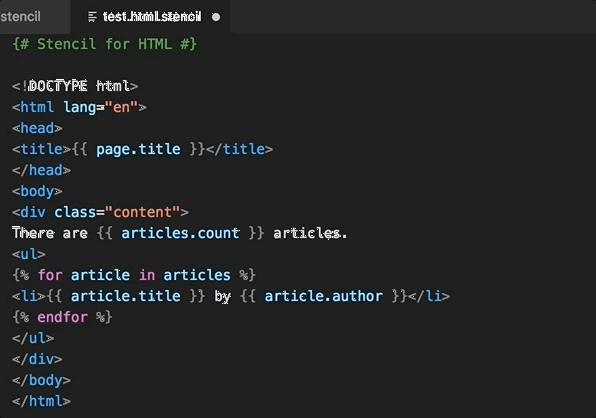 stencil test.html.stencil
{# Stencil for HTML #}
<!DOCTYPE html>
<html lang="en">
<head>
<title>{{ page.title }}</title>
</head>
<body>
<div class="content">
There are {{ articles.count }} articles.
<ul>
{% for article in articles %}
<li>{{ article.title }} by {{ article.author }}</li>
{% endfor %}
</ul>
</div>
</body>
</html>